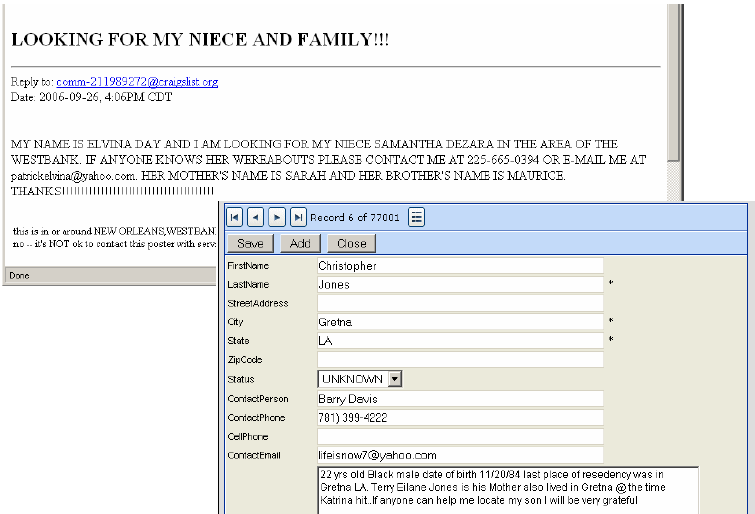 LOOKING FOR MY NIECE AND FAMILY!!!
Reply to: comm-211989272@craigslist.org
Date: 2006-09-26, 4:06PM CDT
MY NAME IS ELVINA DAY AND I AM LOOKING FOR MY NIECE SAMANTHA DEZARA IN THE AREA OF THE
WESTBANK. IF ANYONE KNOWS HER WEREABOUTS PLEASE CONTACT ME AT 225-665-0394 OR E-MAIL ME AT
patrickelvina@yahoo.com. HER MOTHER'S NAME IS SARAH AND HER BROTHER'S NAME IS MAURICE.
THANKS!!!!!!!!!!!!!!!!!!!!!!!!!!!!!!!!!!!!!
this is in or around NEW ORLEANS,WESTBAN
no -- it's NOT ok to contact this poster with serv
Done
Record 6 of 77001
Save Add Close
FirstName Christopher
LastName Jones *
StreetAddress
City Gretna *
State LA *
ZipCode
Status UNKNOWN
ContactPerson Barry Davis
ContactPhone 781) 399-4222
CellPhone
ContactEmail lifeisnow7@yahoo.com
22 yrs old Black male date of birth 11/20/84 last place of resedency was in
Gretna LA. Terry Eilane Jones is his Mother also lived in Gretna @ the time
Katrina hit..If anyone can help me locate my son I will be very grateful